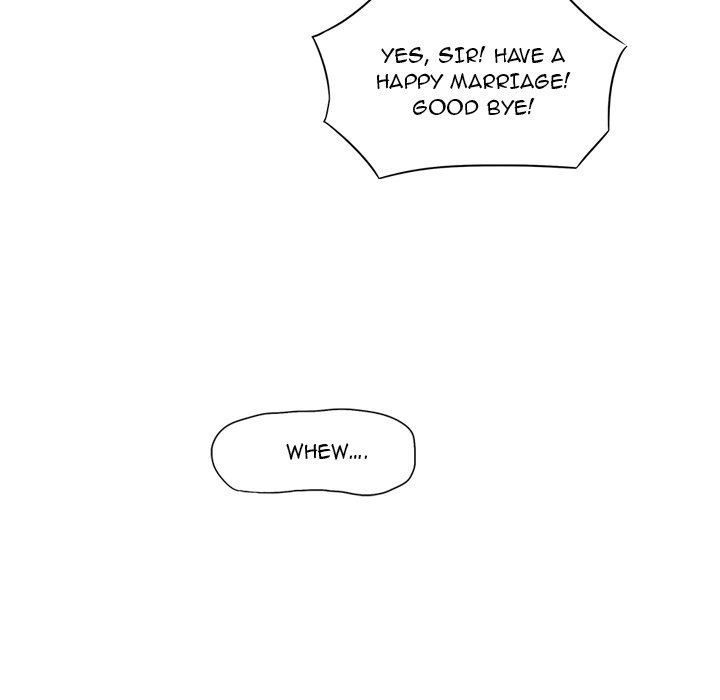 YES, SIR! HAVE A
HAPPY MARRIAGE!
GOOD BYE!
WHEW....